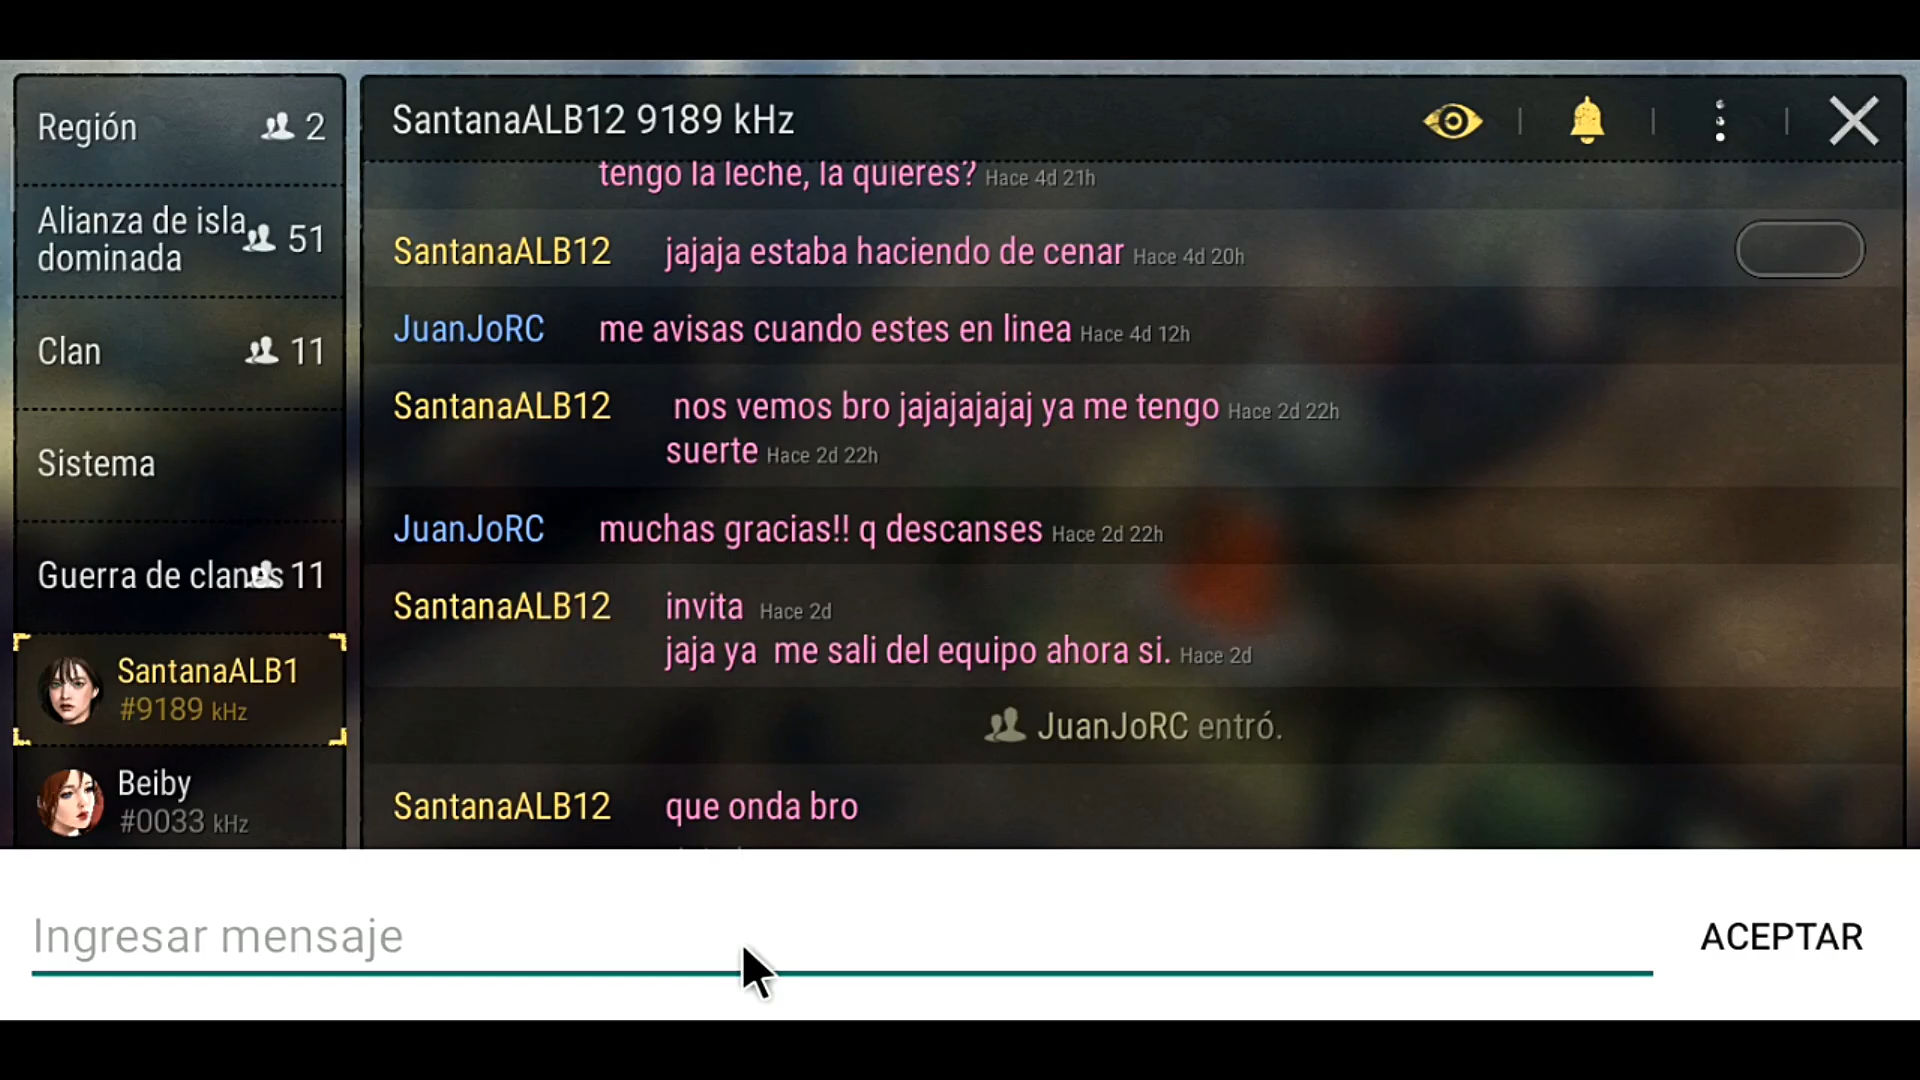 Región 2
Alianza de isla
dominada 51
Clan 11
Sistema
Guerra de clanes 11
SantanaALB1
#9189 kHz
Beiby
#0033 kHz
SantanaALB12 9189 kHz
tengo la leche, la quieres? Hace 4d 21h
SantanaALB12 jajaja estaba haciendo de cenar Hace 4d 20h
JuanJoRC me avisas cuando estes en linea Hace 4d 12h
SantanaALB12 nos vemos bro jajajajajaj ya me tengo Hace 2d 22h
suerte Hace 2d 22h
JuanJoRC muchas gracias!! q descanses Hace 2d 22h
SantanaALB12 invita Hace 2d
jaja ya me sali del equipo ahora si. Hace 2d
JuanJoRC entró.
SantanaALB12 que onda bro
Ingresar mensaje
ACEPTAR